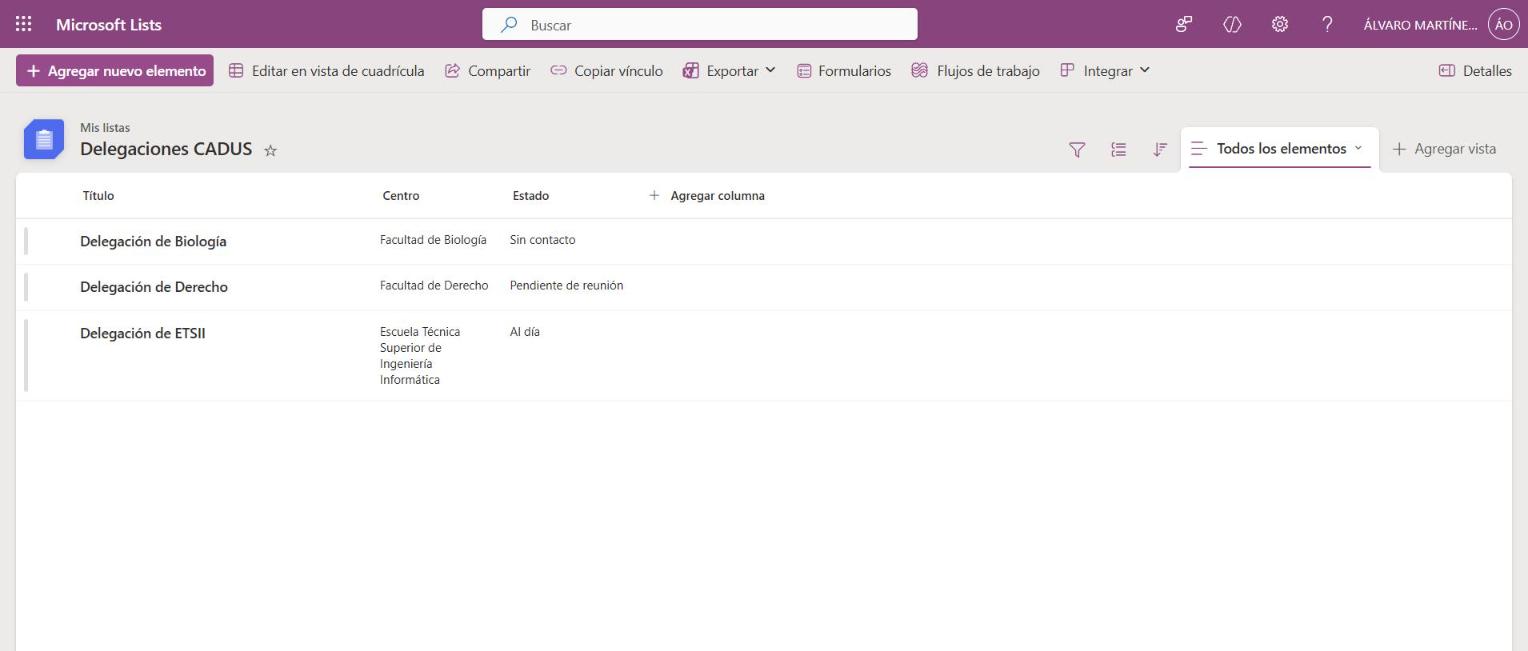 Microsoft Lists
Buscar
ÁLVARO MARTÍNE...
ÁO
Agregar nuevo elemento
Editar en vista de cuadrícula
Compartir
Copiar vínculo
Exportar
Formularios
Flujos de trabajo
Integrar
Detalles
Mis listas
Delegaciones CADUS
Todos los elementos
Agregar vista
Título
Centro
Estado
Agregar columna
Delegación de Biología
Facultad de Biología
Sin contacto
Delegación de Derecho
Facultad de Derecho
Pendiente de reunión
Delegación de ETSII
Escuela Técnica
Superior de
Ingeniería
Informática
Al día